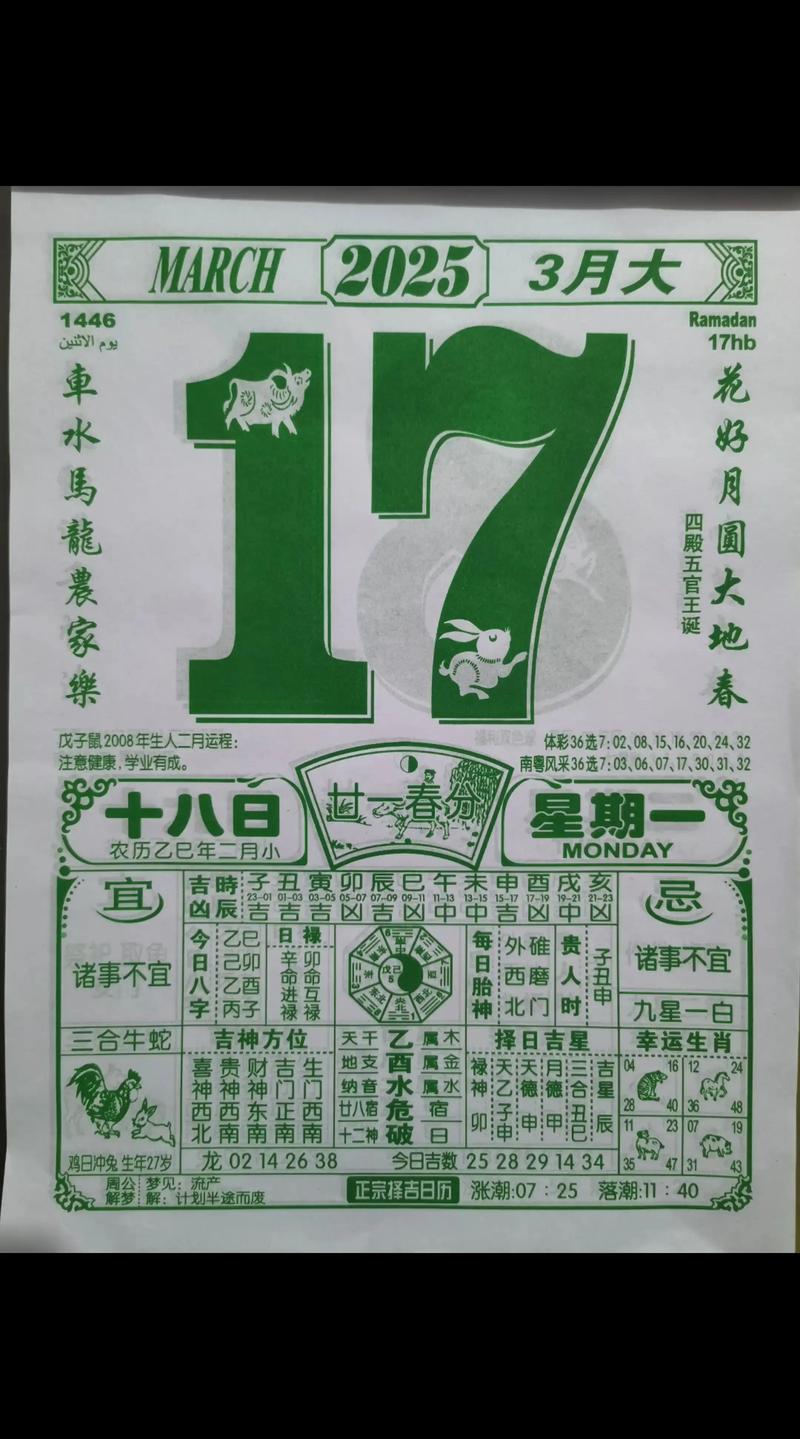 MARCH 2025 3月大
1446 Ramadan
يوم الاثنين 17hb
17
車水馬龍農家樂
花好月圓大地春
四殿五官王诞
戊子鼠2008年生人二月运程:
注意健康,学业有成。
体彩36选7:02、08、15、16、20、24、32
南粤风采36选7:03、06、07、17、30、31、32
十八日
农历乙巳年二月小
廿一春分
星期一
MONDAY
宜
诸事不宜
吉凶 時辰 子 丑 寅 卯 辰 巳 午 未 申 酉 戌 亥
23-01 01-03 03-05 05-07 07-09 09-11 11-13 13-15 15-17 17-19 19-21 21-23
吉 吉 吉 凶 吉 凶 吉 凶 吉 凶 凶 凶
忌
诸事不宜
九星一白
今日八字
乙巳
己卯
乙酉
丙子
日禄
辛命进禄
卯命互禄
戊己
5
每日胎神
碓磨门
外西北
贵人时
子丑申
三合牛蛇
鸡日冲兔 生年27岁
吉神方位
喜神西北
贵神西南
财神东南
吉门正南
生门西南
天干 乙 属木
地支 酉 属金
纳音 水 属水
廿八宿 危 宿
十二神 破 日
择日吉星
禄神卯
天乙子申
天德申
月德甲
三合丑巳
吉星辰
幸运生肖
04 16 28 40
12 24 36 48
11 23 35 47
07 19 31 43
龙 02 14 26 38 今日吉数 25 28 29 14 34
周公解梦
梦见:流产
解:计划半途而废
正宗择吉日历
涨潮:07:25 落潮:11:40